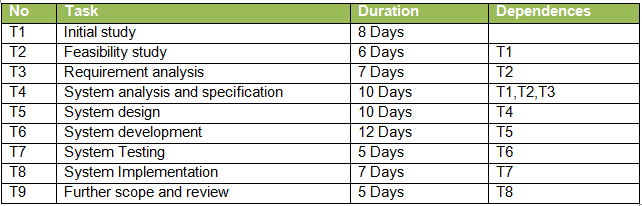 No Task Duration Dependences
T1 Initial study 8 Days
T2 Feasibility study 6 Days T1
T3 Requirement analysis 7 Days T2
T4 System analysis and specification 10 Days T1,T2,T3
T5 System design 10 Days T4
T6 System development 12 Days T5
T7 System Testing 5 Days T6
T8 System Implementation 7 Days T7
T9 Further scope and review 5 Days T8